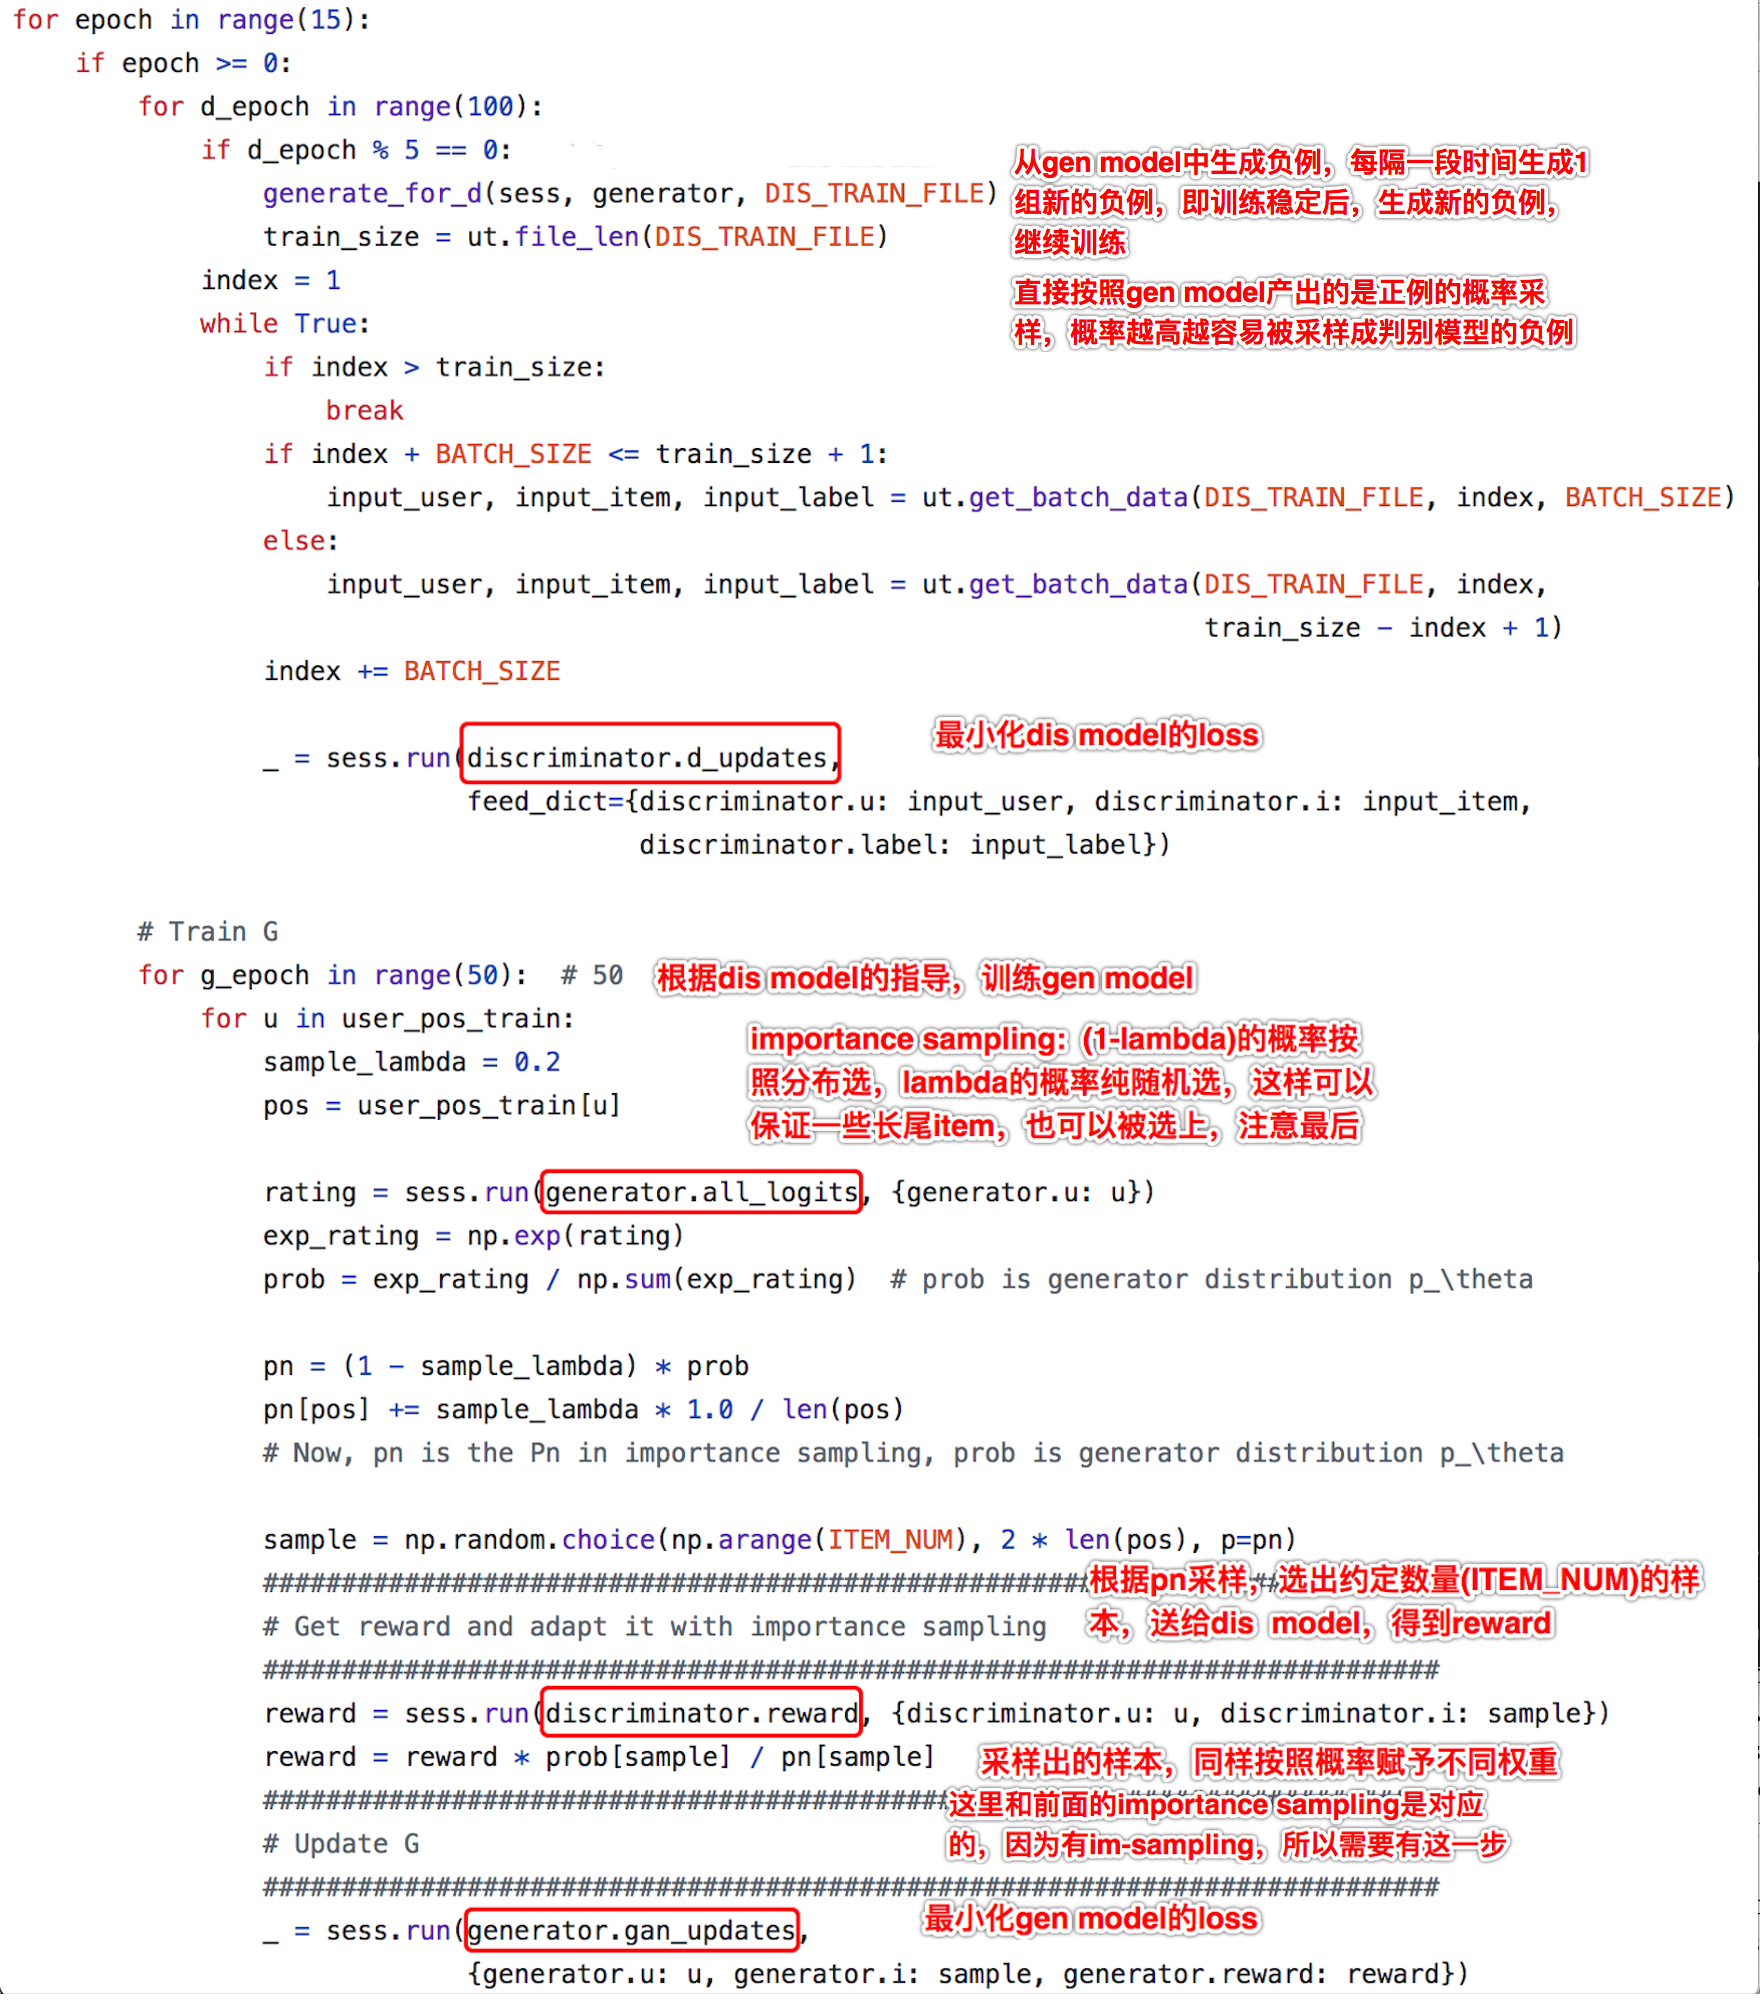 for epoch in range(15):
    if epoch >= 0:
        for d_epoch in range(100):
            if d_epoch % 5 == 0:
                generate_for_d(sess, generator, DIS_TRAIN_FILE)
                train_size = ut.file_len(DIS_TRAIN_FILE)
从gen model中生成负例，每隔一段时间生成1
组新的负例，即训练稳定后，生成新的负例，
继续训练
            index = 1
            while True:
直接按照gen model产出的是正例的概率采
样，概率越高越容易被采样成判别模型的负例
                if index > train_size:
                    break
                if index + BATCH_SIZE <= train_size + 1:
                    input_user, input_item, input_label = ut.get_batch_data(DIS_TRAIN_FILE, index, BATCH_SIZE)
                else:
                    input_user, input_item, input_label = ut.get_batch_data(DIS_TRAIN_FILE, index,
                                                                            train_size - index + 1)
                index += BATCH_SIZE
最小化dis model的loss
                _ = sess.run(discriminator.d_updates,
                             feed_dict={discriminator.u: input_user, discriminator.i: input_item,
                                        discriminator.label: input_label})
        # Train G
        for g_epoch in range(50):  # 50
根据dis model的指导，训练gen model
            for u in user_pos_train:
                sample_lambda = 0.2
                pos = user_pos_train[u]
importance sampling:  (1-lambda)的概率按
照分布选，lambda的概率纯随机选，这样可以
保证一些长尾item，也可以被选上，注意最后
                rating = sess.run(generator.all_logits, {generator.u: u})
                exp_rating = np.exp(rating)
                prob = exp_rating / np.sum(exp_rating)  # prob is generator distribution p_\theta
                pn = (1 - sample_lambda) * prob
                pn[pos] += sample_lambda * 1.0 / len(pos)
                # Now, pn is the Pn in importance sampling, prob is generator distribution p_\theta
                sample = np.random.choice(np.arange(ITEM_NUM), 2 * len(pos), p=pn)
                ###########################################################################
根据pn采样，选出约定数量(ITEM_NUM)的样
本，送给dis  model，得到reward
                # Get reward and adapt it with importance sampling
                ###########################################################################
                reward = sess.run(discriminator.reward, {discriminator.u: u, discriminator.i: sample})
                reward = reward * prob[sample] / pn[sample]
采样出的样本，同样按照概率赋予不同权重
                ###########################################################################
这里和前面的importance sampling是对应
的，因为有im-sampling，所以需要有这一步
                # Update G
                ###########################################################################
最小化gen model的loss
                _ = sess.run(generator.gan_updates,
                             {generator.u: u, generator.i: sample, generator.reward: reward})